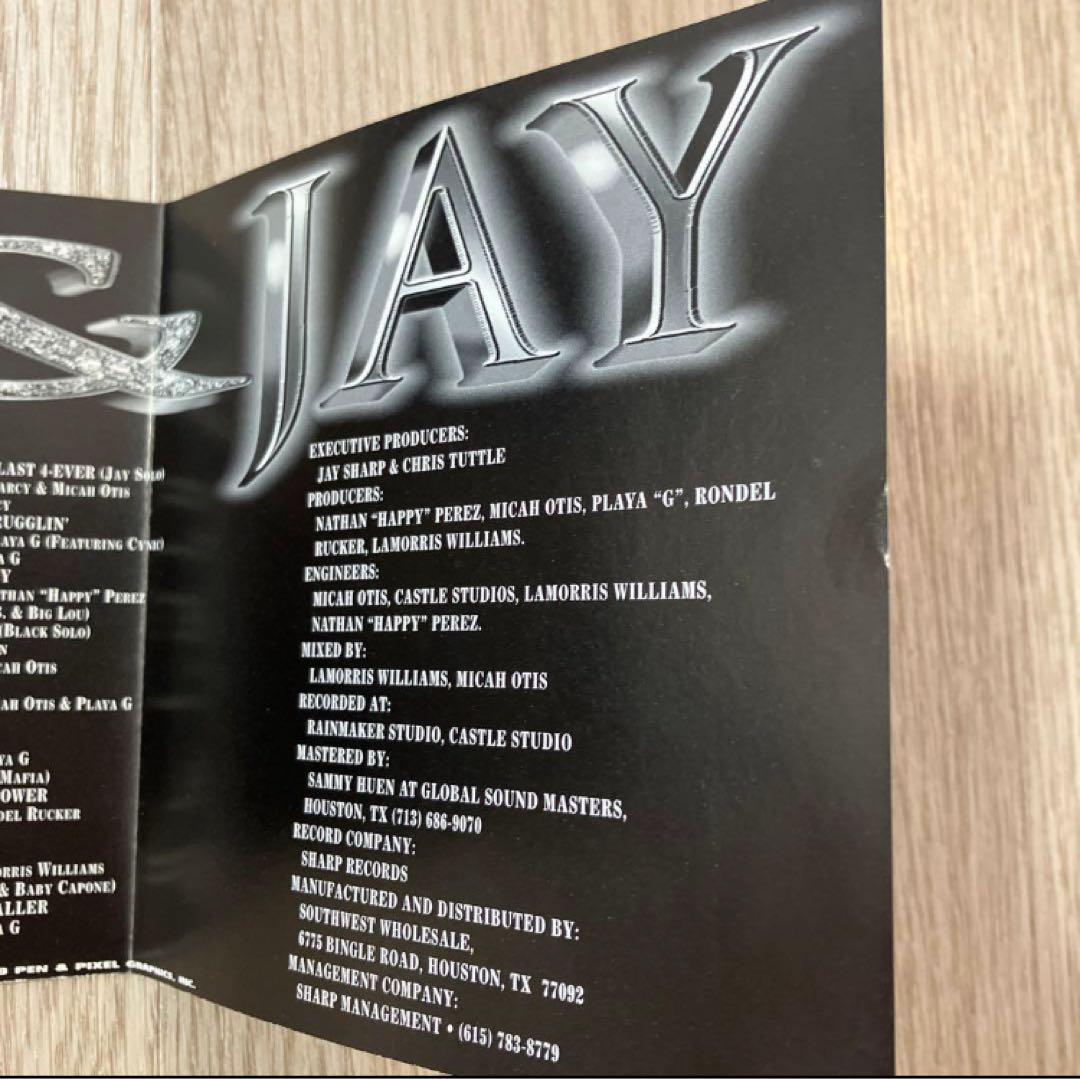 &
JAY
LAST 4-EVER (JAY SOLO)
ARCY & MICAH OTIS
CY
RUGGLIN'
LAYA G (FEATURING CYNIC)
A G
Y
ATHAN "HAPPY" PEREZ
S. & BIG LOU)
(BLACK SOLO)
N
CAH OTIS
AH OTIS & PLAYA G
YA G
MAFIA)
OWER
DEL RUCKER
RRIS WILLIAMS
& BABY CAPONE)
ALLER
A G
D PEN & PIXEL GRAPHICS, INC.
EXECUTIVE PRODUCERS:
JAY SHARP & CHRIS TUTTLE
PRODUCERS:
NATHAN "HAPPY" PEREZ, MICAH OTIS, PLAYA "G", RONDEL
RUCKER, LAMORRIS WILLIAMS.
ENGINEERS:
MICAH OTIS, CASTLE STUDIOS, LAMORRIS WILLIAMS,
NATHAN "HAPPY" PEREZ.
MIXED BY:
LAMORRIS WILLIAMS, MICAH OTIS
RECORDED AT:
RAINMAKER STUDIO, CASTLE STUDIO
MASTERED BY:
SAMMY HUEN AT GLOBAL SOUND MASTERS,
HOUSTON, TX (713) 686-9070
RECORD COMPANY:
SHARP RECORDS
MANUFACTURED AND DISTRIBUTED BY:
SOUTHWEST WHOLESALE,
6775 BINGLE ROAD, HOUSTON, TX 77092
MANAGEMENT COMPANY:
SHARP MANAGEMENT • (615) 783-8779